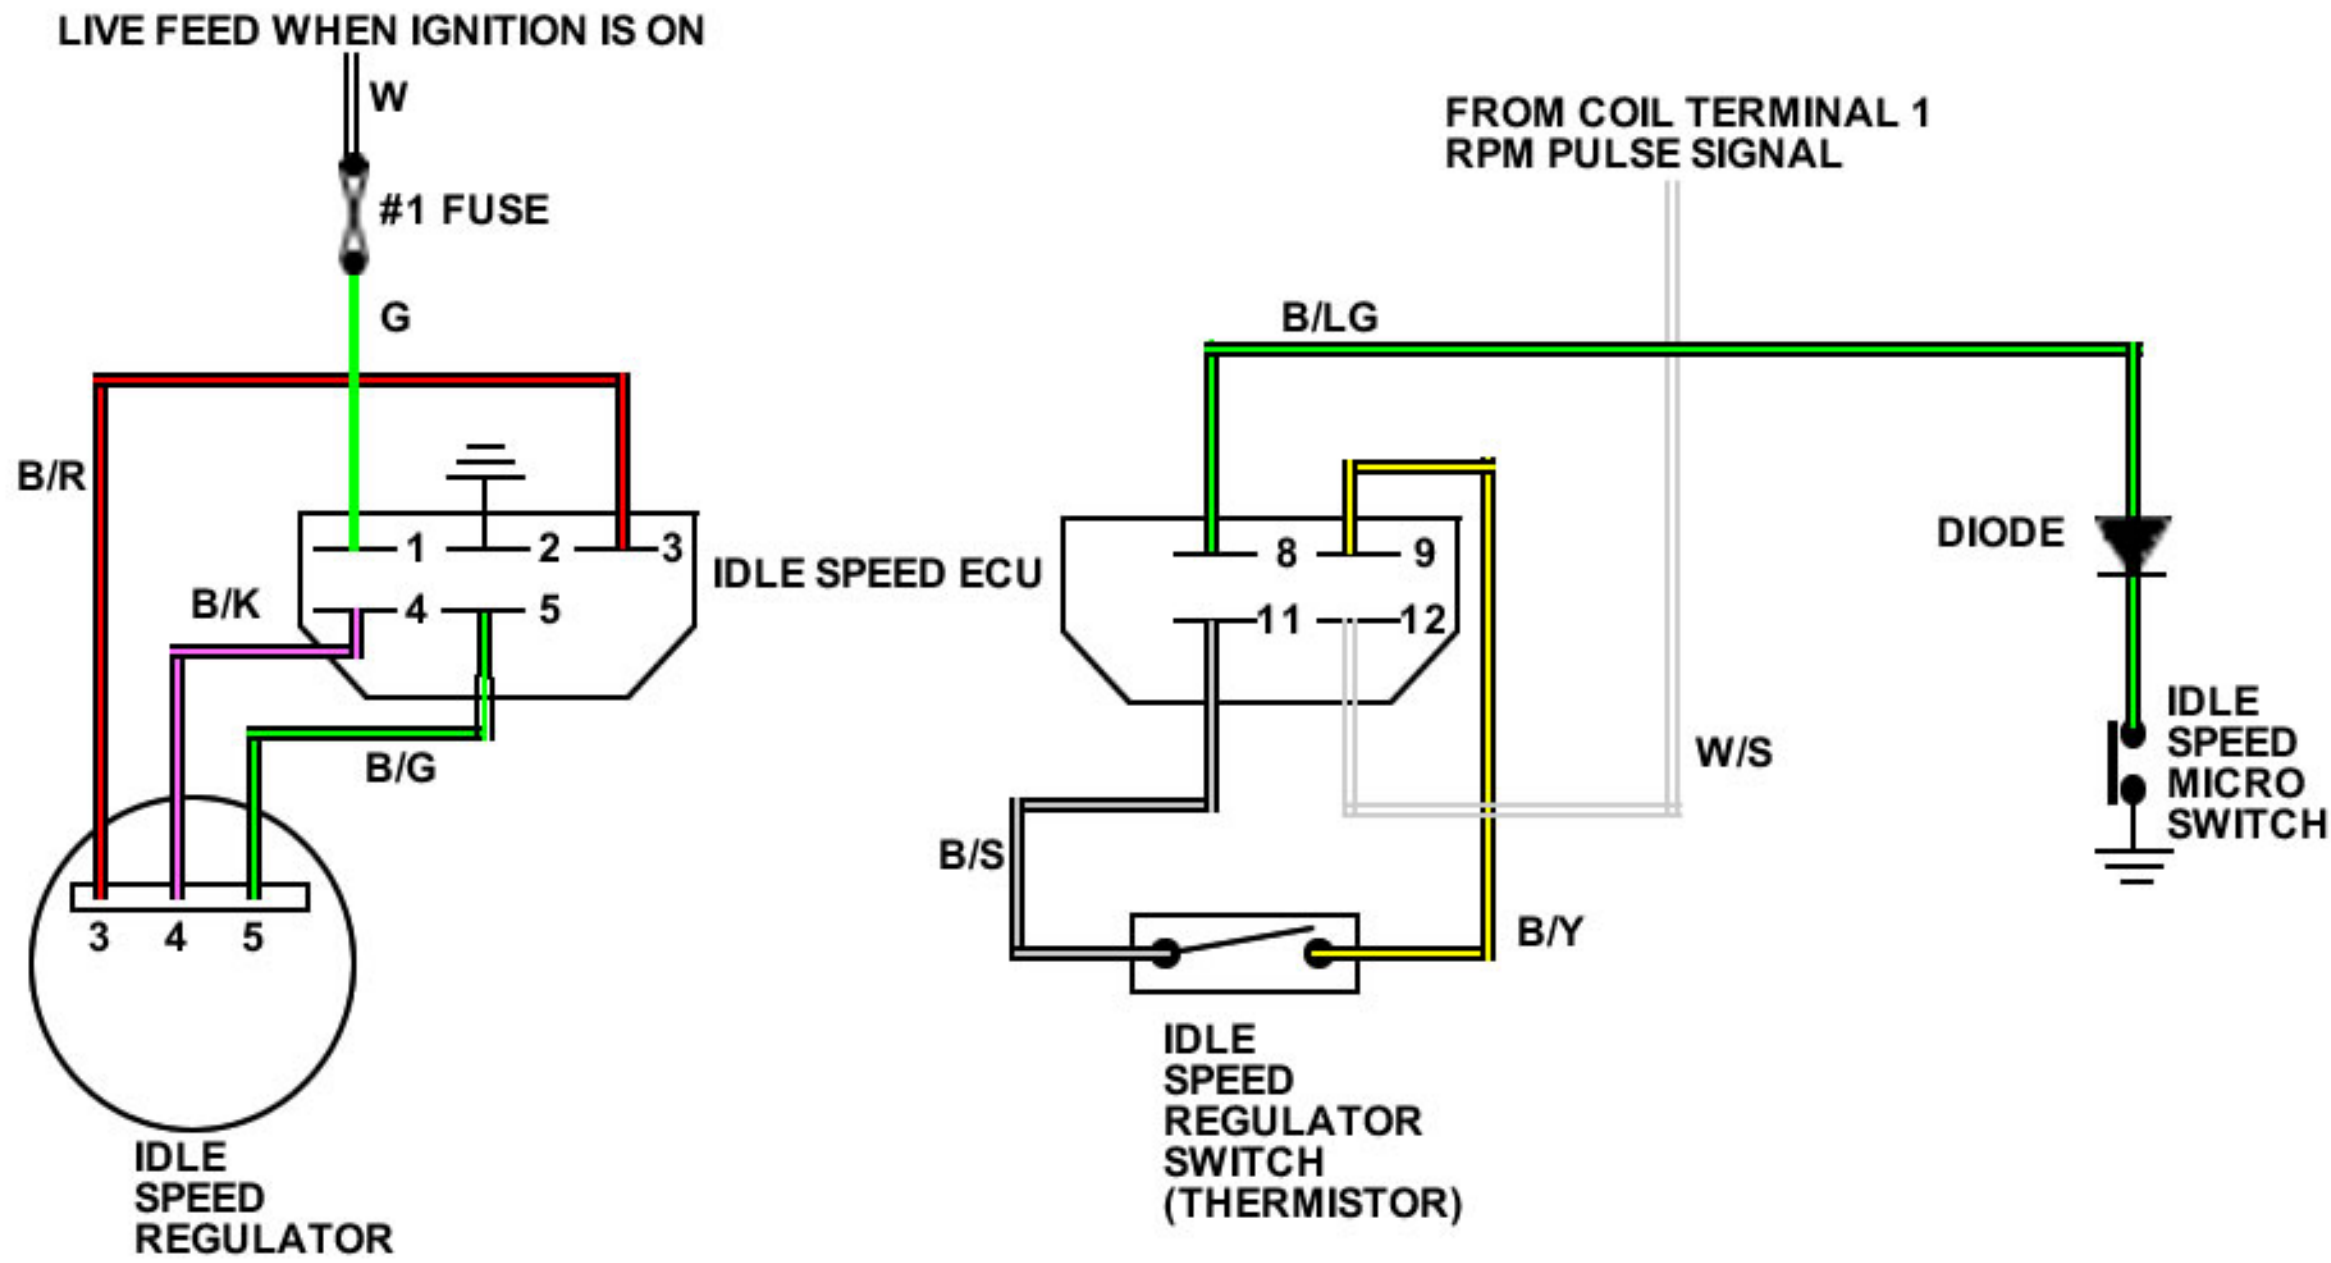 LIVE FEED WHEN IGNITION IS ON
W
#1 FUSE
G
FROM COIL TERMINAL 1
RPM PULSE SIGNAL
B/LG
B/R
1 2 3
4 5
IDLE SPEED ECU
8 9
11 12
B/K
B/G
DIODE
IDLE
SPEED
MICRO
SWITCH
W/S
B/S
B/Y
3 4 5
IDLE
SPEED
REGULATOR
IDLE
SPEED
REGULATOR
SWITCH
(THERMISTOR)